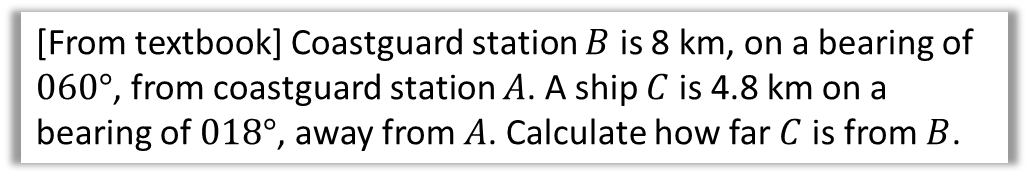 [From textbook] Coastguard station B is 8 km, on a bearing of
060°, from coastguard station A. A ship C is 4.8 km on a
bearing of 018°, away from A. Calculate how far C is from B.